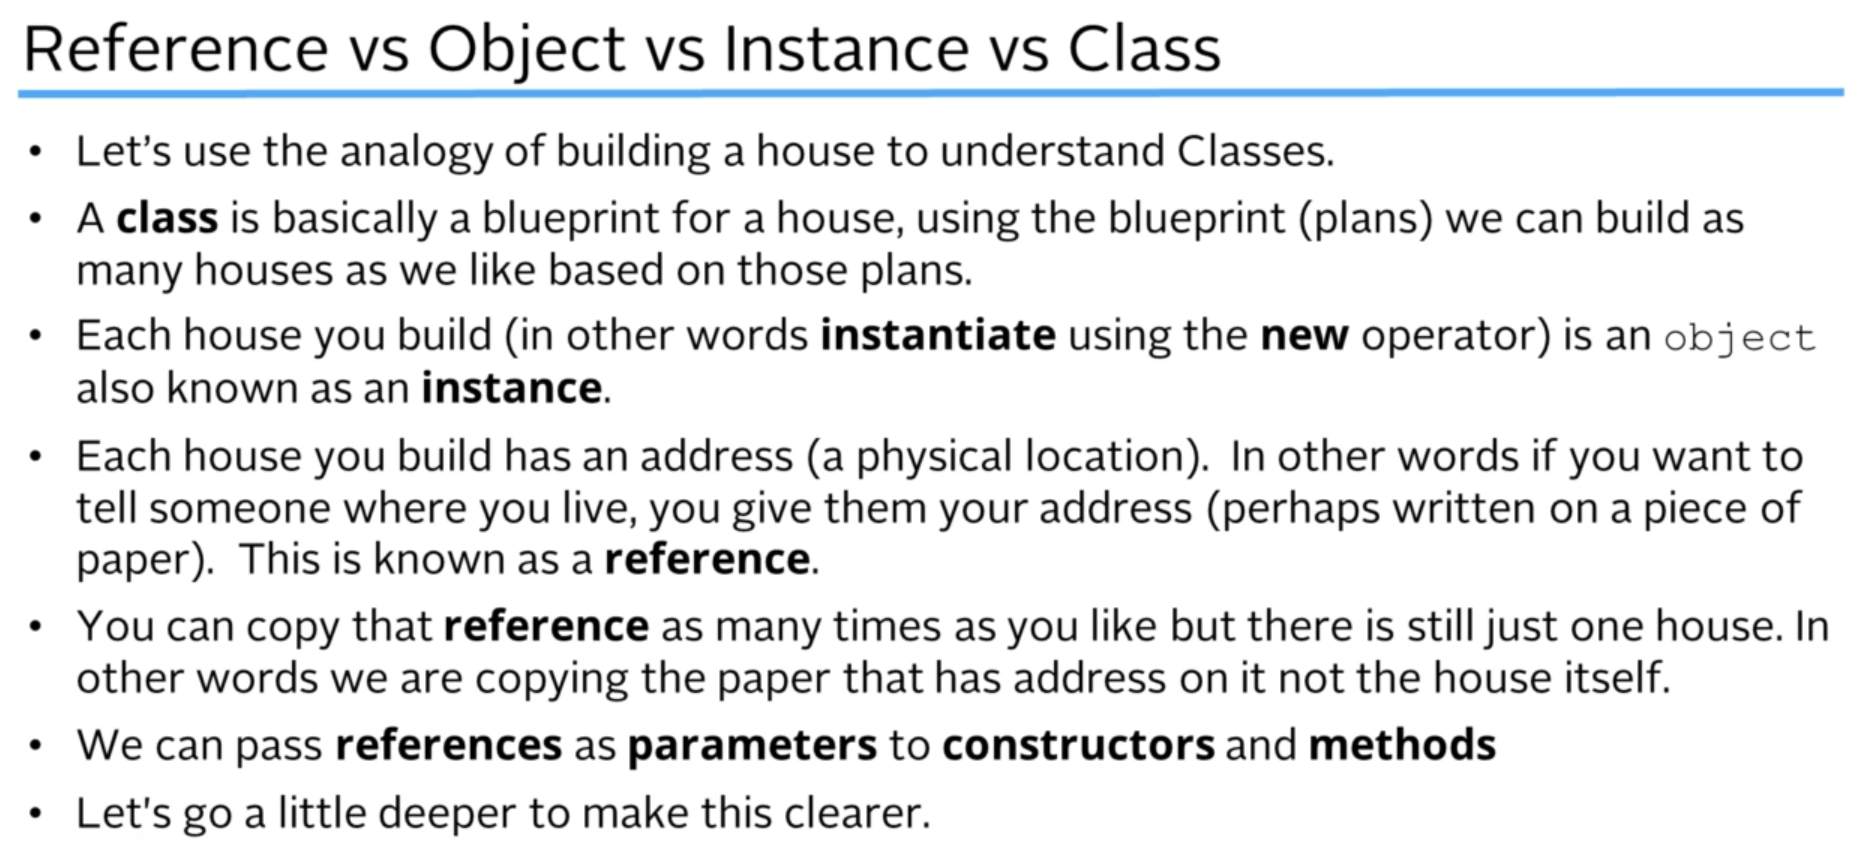 Reference vs Object vs Instance vs Class
• Let’s use the analogy of building a house to understand Classes.
• A class is basically a blueprint for a house, using the blueprint (plans) we can build as
many houses as we like based on those plans.
• Each house you build (in other words instantiate using the new operator) is an object
also known as an instance.
• Each house you build has an address (a physical location).  In other words if you want to
tell someone where you live, you give them your address (perhaps written on a piece of
paper).  This is known as a reference.
• You can copy that reference as many times as you like but there is still just one house. In
other words we are copying the paper that has address on it not the house itself.
• We can pass references as parameters to constructors and methods
• Let's go a little deeper to make this clearer.